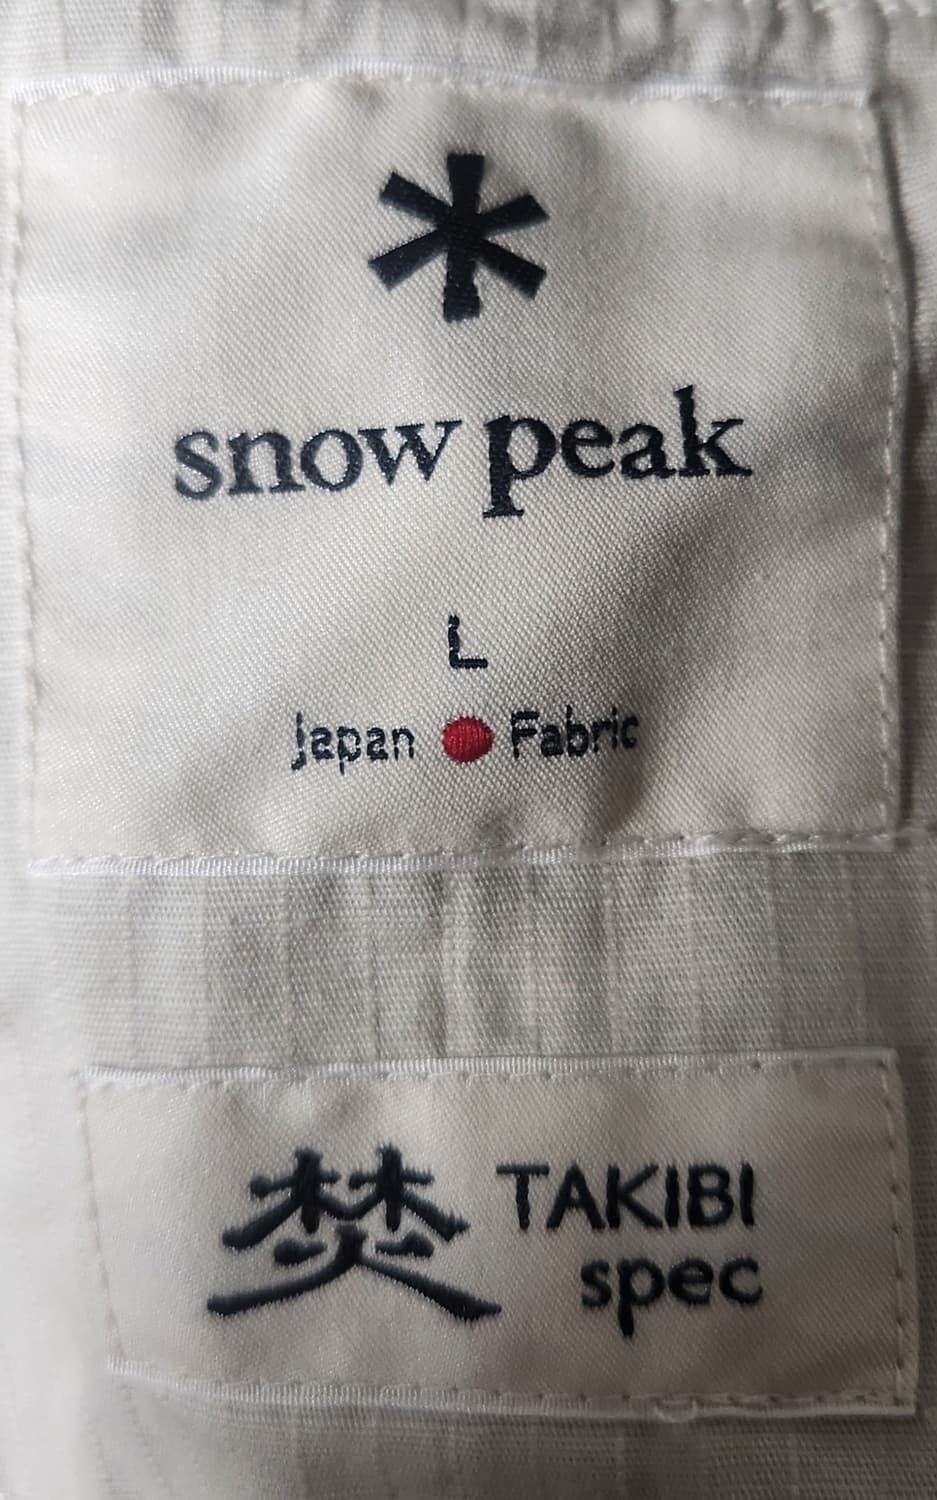 snow peak
L
Japan Fabric
焚 TAKIBI
spec